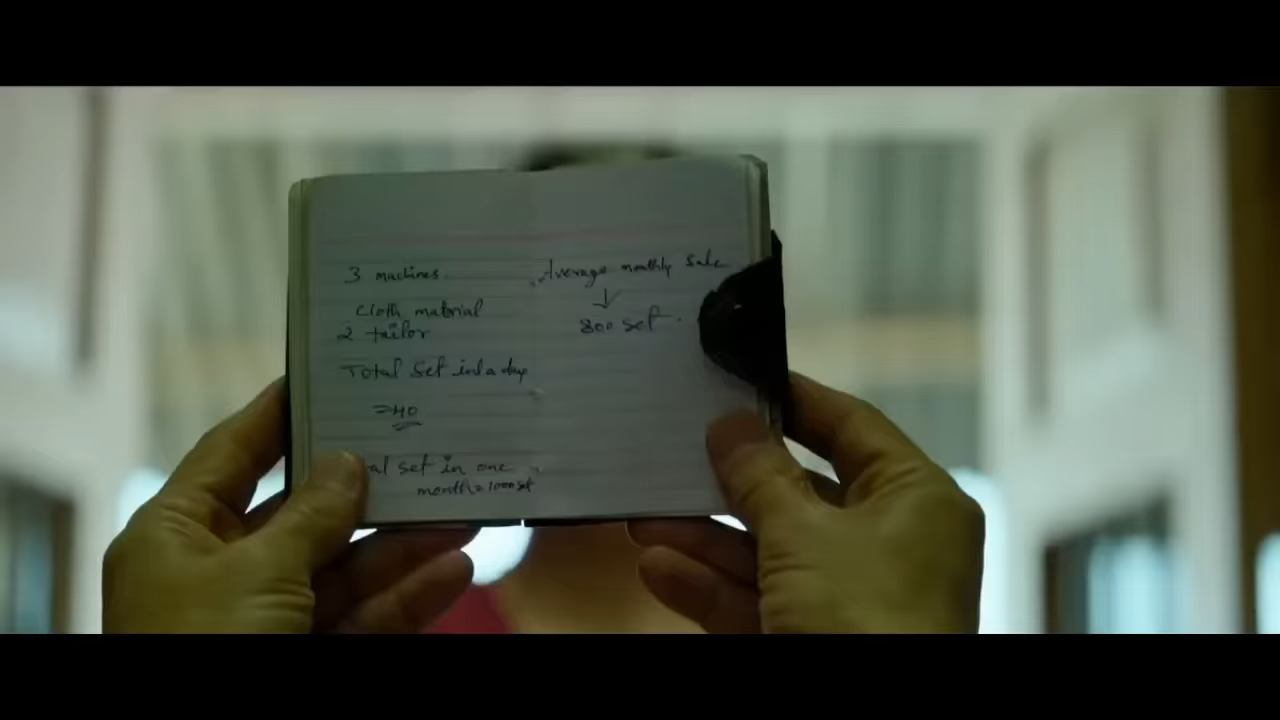 3 machines.
Cloth material
2 tailor
Total set in a day
=40
al set in one
month = 1000 set
Average monthly Sale
↓
800 set.